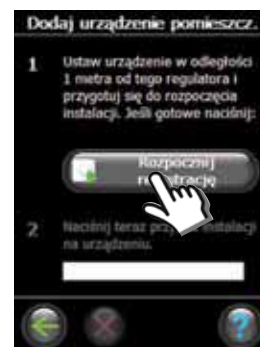 Dodaj urządzenie pomieszcz.
1 Ustaw urządzenie w odległości
1 metra od tego regulatora i
przygotuj się do rozpoczęcia
instalacji. Jeśli gotowe naciśnij:
Rozpocznij
rejestrację
2 Naciśnij teraz przycisk instalacji
na urządzeniu.